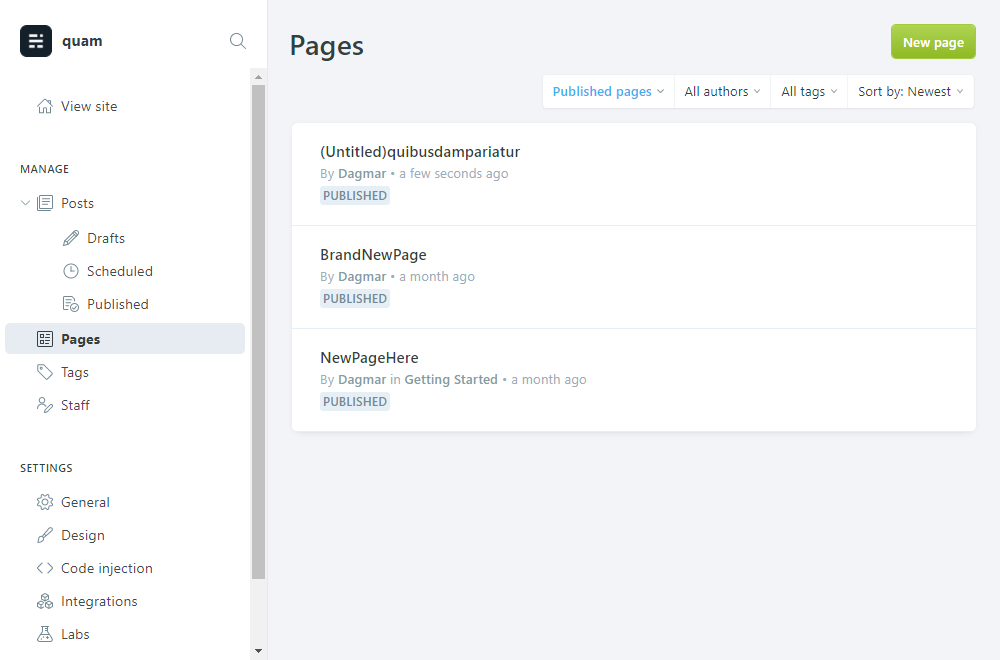 quam
View site
MANAGE
Posts
Drafts
Scheduled
Published
Pages
Tags
Staff
SETTINGS
General
Design
Code injection
Integrations
Labs
Pages
New page
Published pages
All authors
All tags
Sort by: Newest
(Untitled)quibusdampariatur
By Dagmar • a few seconds ago
PUBLISHED
BrandNewPage
By Dagmar • a month ago
PUBLISHED
NewPageHere
By Dagmar in Getting Started • a month ago
PUBLISHED